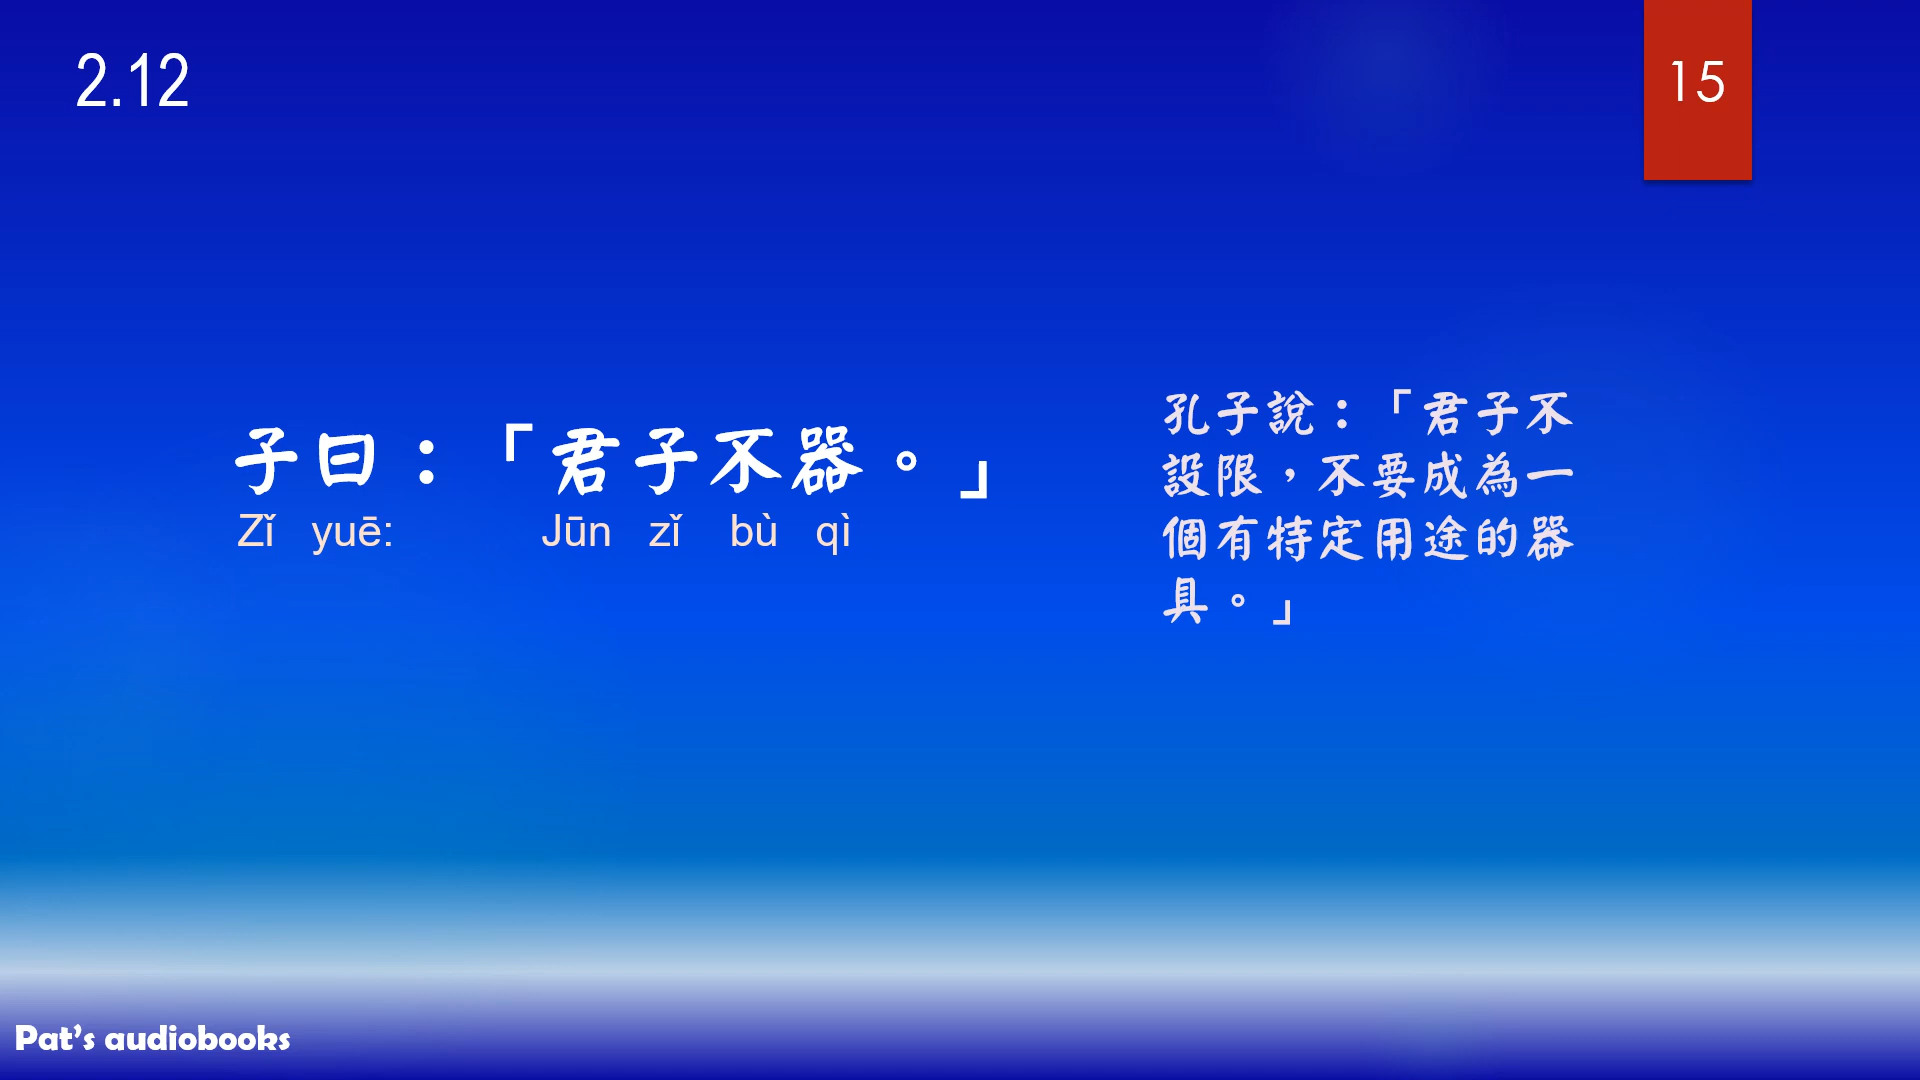 2.12
15
子曰：「君子不器。」
Zǐ yuē: Jūn zǐ bù qì
孔子說：「君子不
設限，不要成為一
個有特定用途的器
具。」
Pat's audiobooks